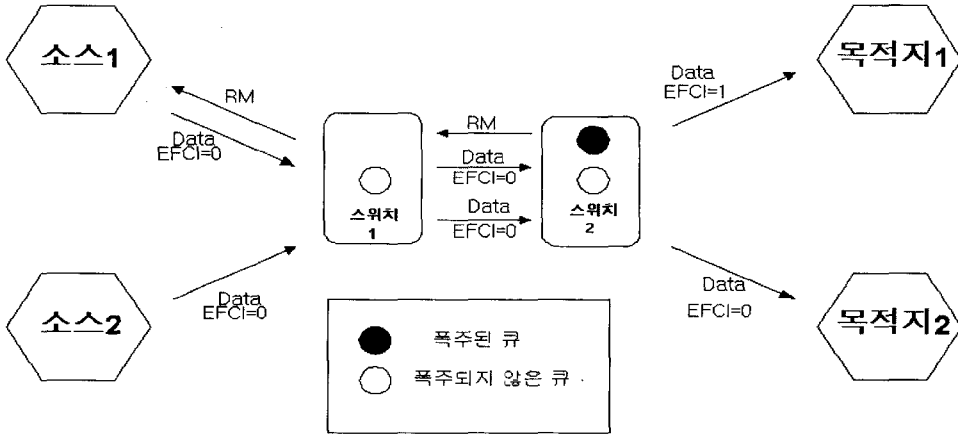 소스1
목적지1
RM
Data
EFCI=0
RM
Data
EFCI=0
Data
EFCI=0
스위치
1
스위치
2
Data
EFCI=1
소스2
Data
EFCI=0
Data
EFCI=0
목적지2
폭주된 큐
폭주되지 않은 큐